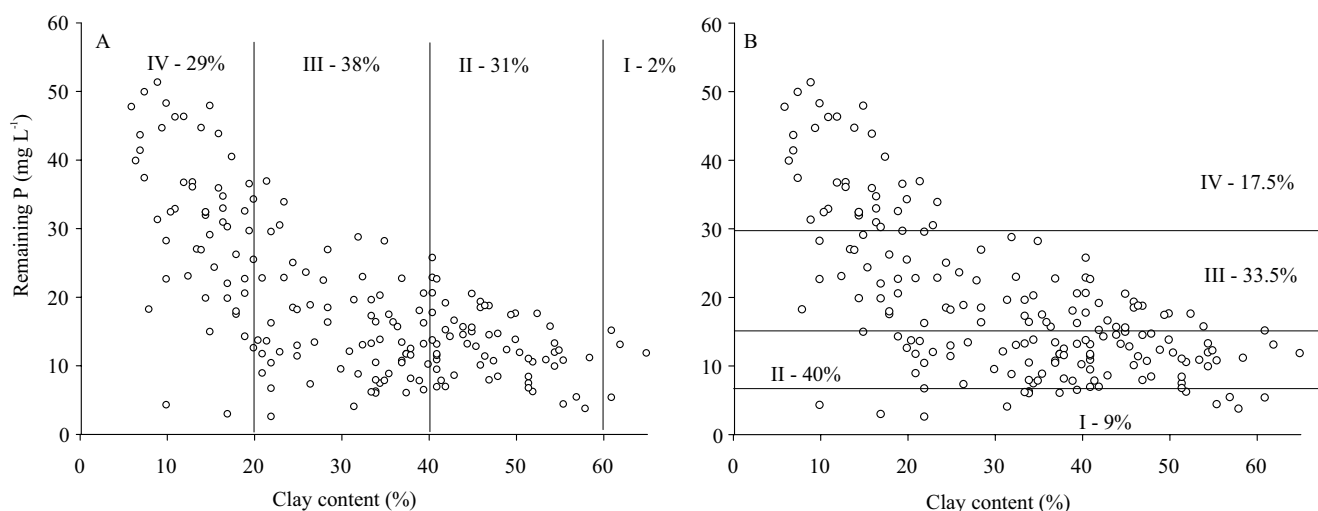 A
IV - 29%
III - 38%
II - 31%
I - 2%
60
50
40
30
20
10
0
Remaining P (mg L⁻¹)
0
10
20
30
40
50
60
Clay content (%)
B
60
50
40
30
20
10
0
IV - 17.5%
III - 33.5%
II - 40%
I - 9%
0
10
20
30
40
50
60
Clay content (%)